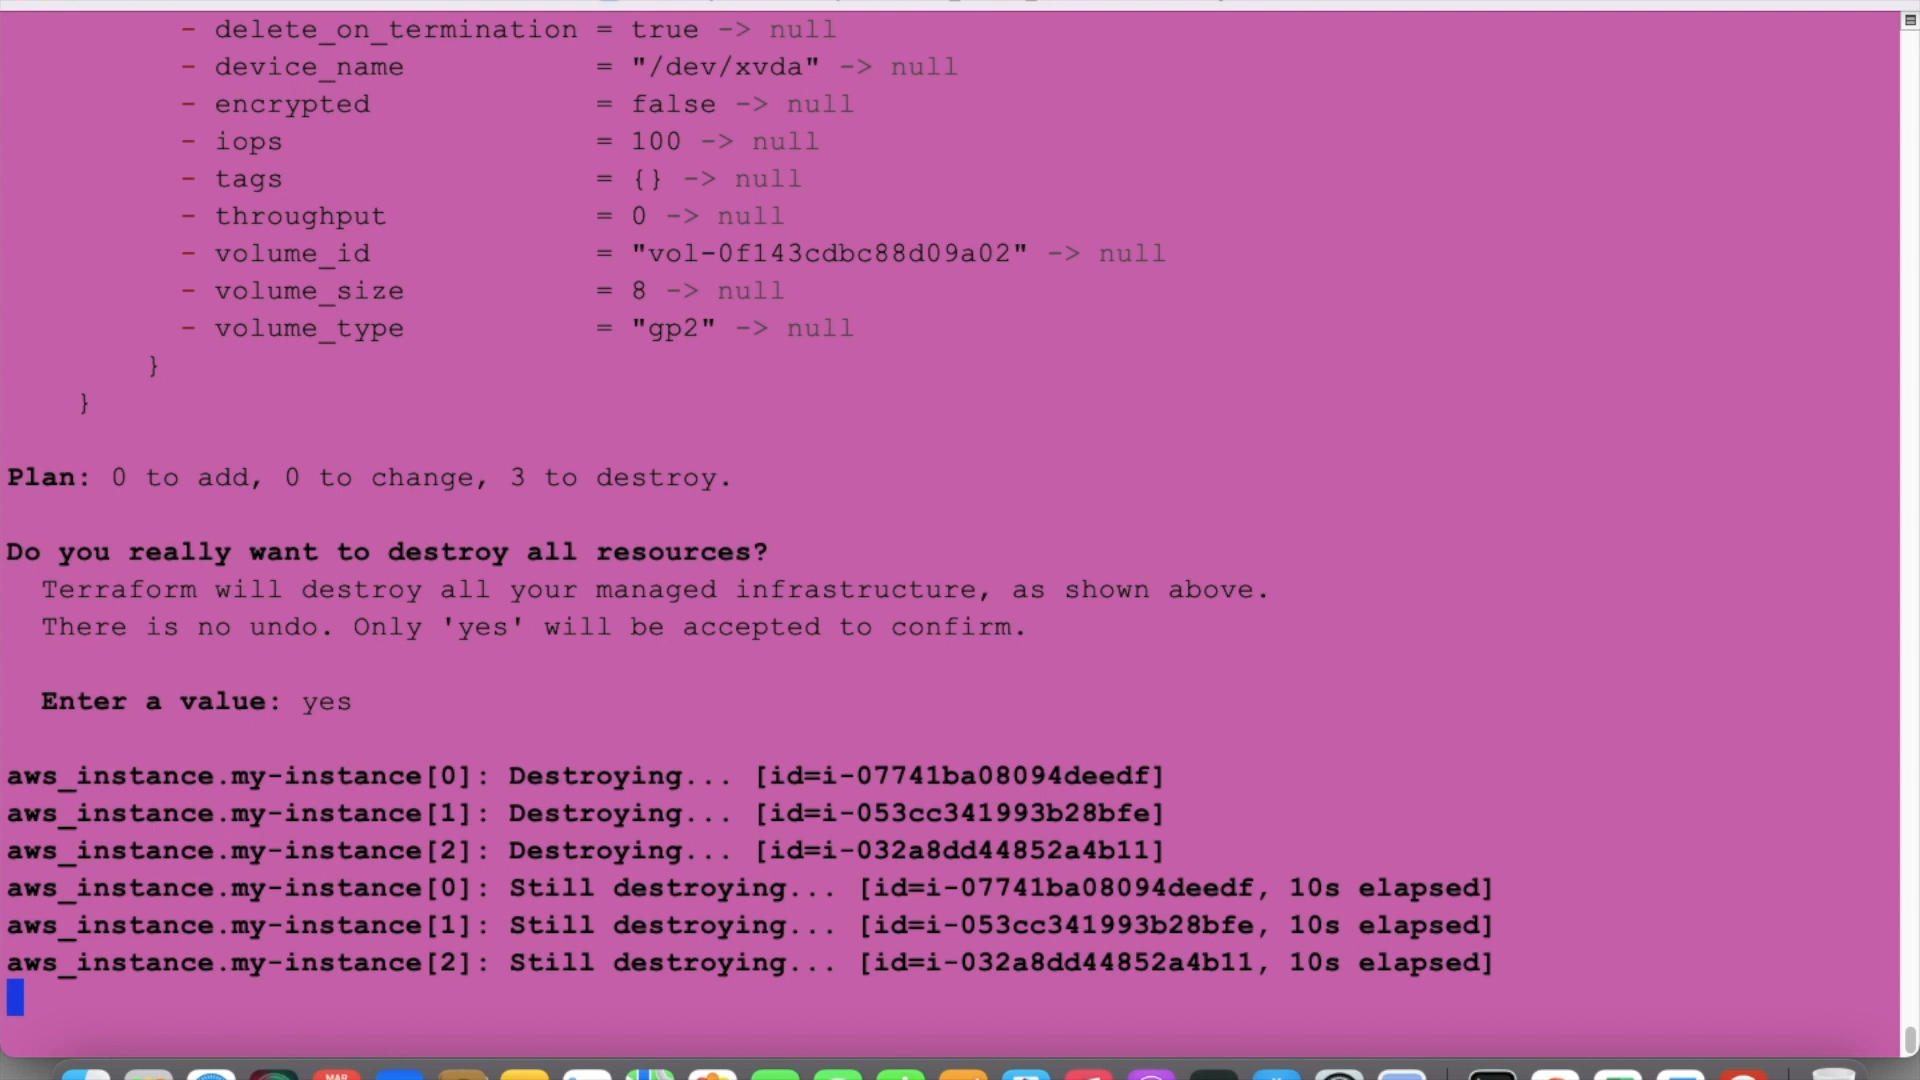 - delete_on_termination = true -> null
- device_name = "/dev/xvda" -> null
- encrypted = false -> null
- iops = 100 -> null
- tags = {} -> null
- throughput = 0 -> null
- volume_id = "vol-0f143cdbc88d09a02" -> null
- volume_size = 8 -> null
- volume_type = "gp2" -> null
}
}
Plan: 0 to add, 0 to change, 3 to destroy.
Do you really want to destroy all resources?
Terraform will destroy all your managed infrastructure, as shown above.
There is no undo. Only 'yes' will be accepted to confirm.
Enter a value: yes
aws_instance.my-instance[0]: Destroying... [id=i-07741ba08094deedf]
aws_instance.my-instance[1]: Destroying... [id=i-053cc341993b28bfe]
aws_instance.my-instance[2]: Destroying... [id=i-032a8dd44852a4b11]
aws_instance.my-instance[0]: Still destroying... [id=i-07741ba08094deedf, 10s elapsed]
aws_instance.my-instance[1]: Still destroying... [id=i-053cc341993b28bfe, 10s elapsed]
aws_instance.my-instance[2]: Still destroying... [id=i-032a8dd44852a4b11, 10s elapsed]
MAR